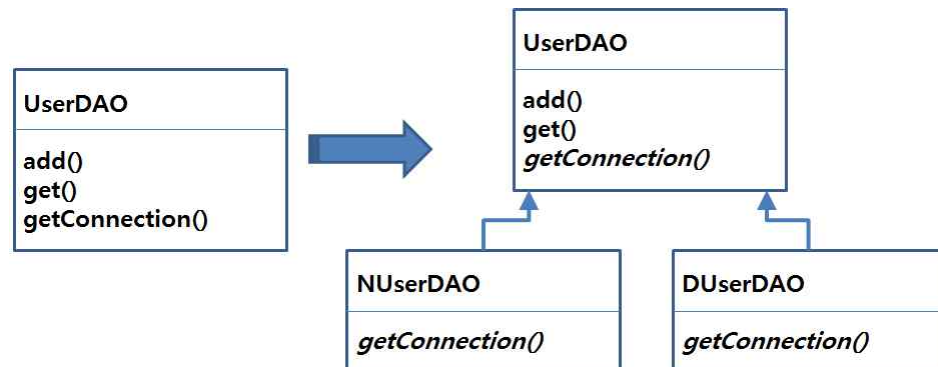 UserDAO
add()
get()
getConnection()
UserDAO
add()
get()
getConnection()
NUserDAO
getConnection()
DUserDAO
getConnection()